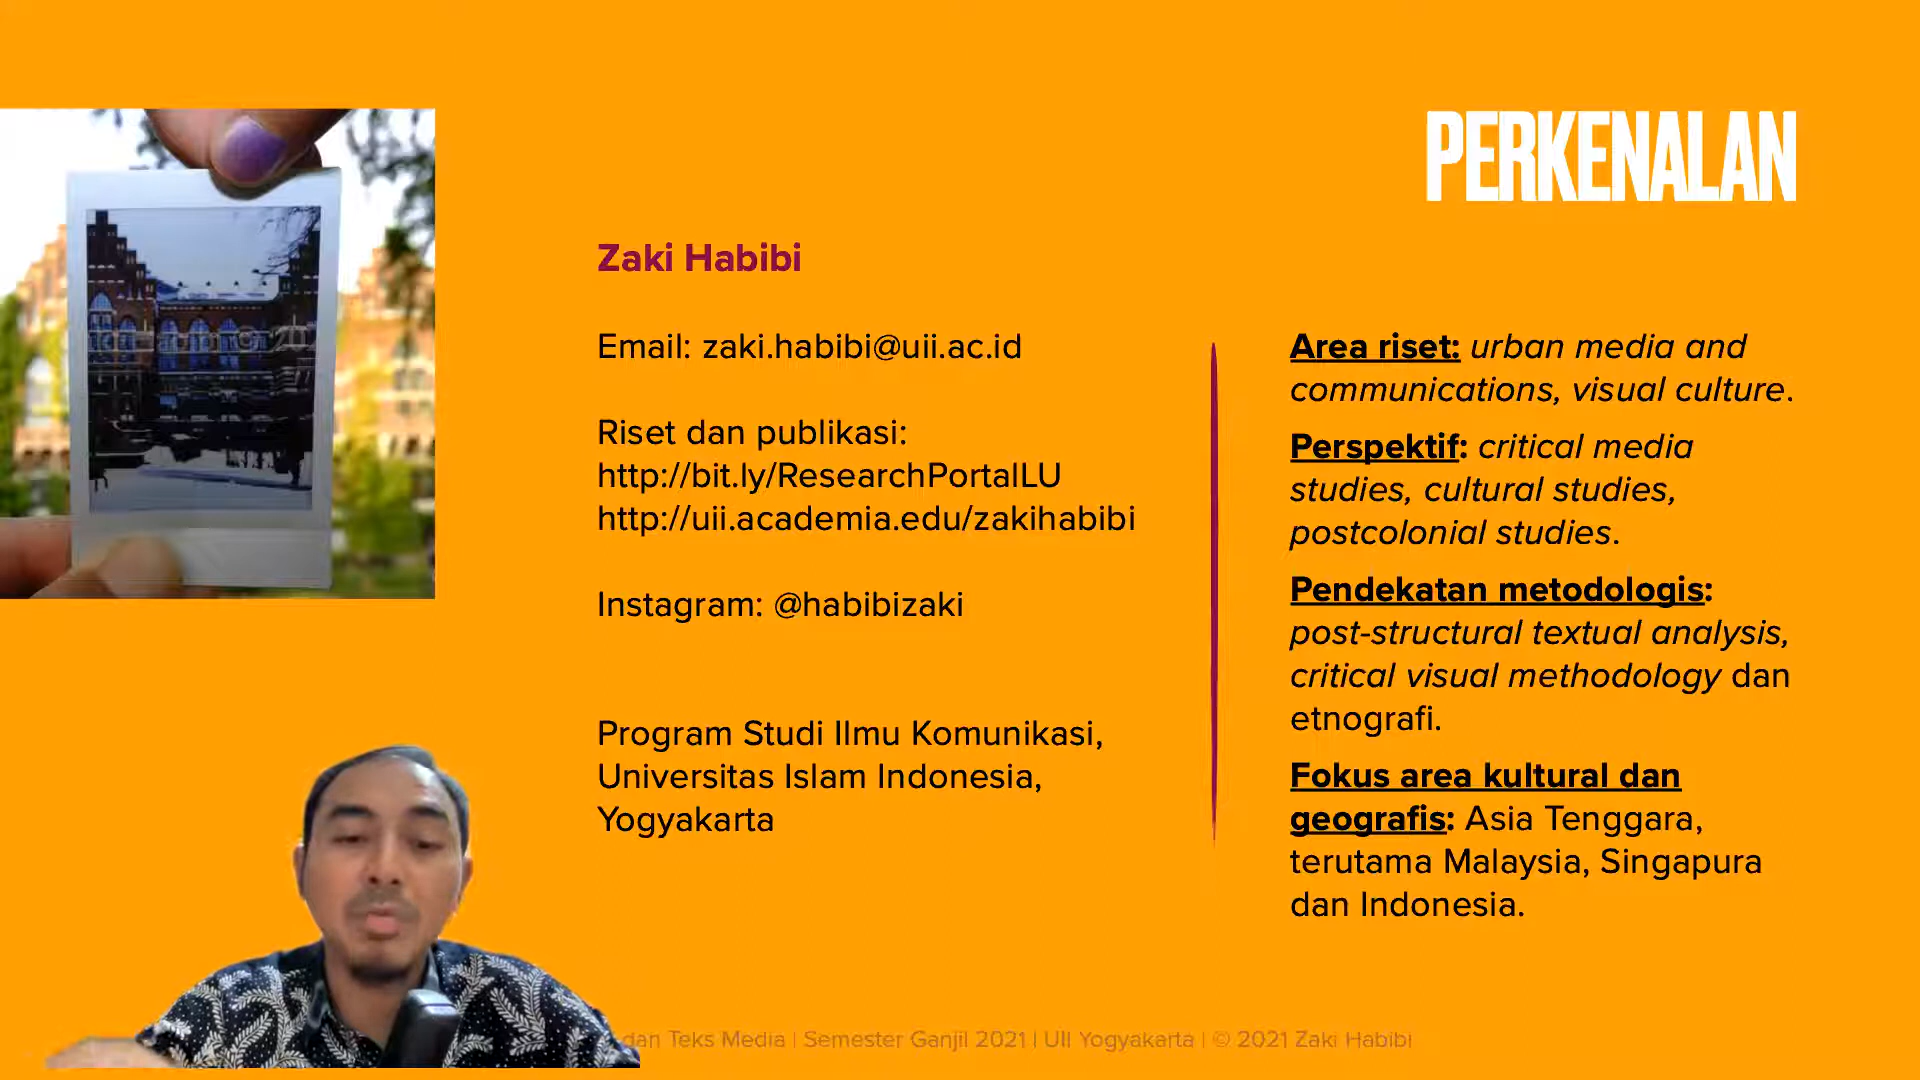 PERKENALAN
Zaki Habibi
Email: zaki.habibi@uii.ac.id
Riset dan publikasi:
http://bit.ly/ResearchPortalLU
http://uii.academia.edu/zakihabibi
Instagram: @habibizaki
Program Studi Ilmu Komunikasi,
Universitas Islam Indonesia,
Yogyakarta
Area riset: urban media and
communications, visual culture.
Perspektif: critical media
studies, cultural studies,
postcolonial studies.
Pendekatan metodologis:
post-structural textual analysis,
critical visual methodology dan
etnografi.
Fokus area kultural dan
geografis: Asia Tenggara,
terutama Malaysia, Singapura
dan Indonesia.
dan Teks Media | Semester Ganjil 2021 | UII Yogyakarta | © 2021 Zaki Habibi